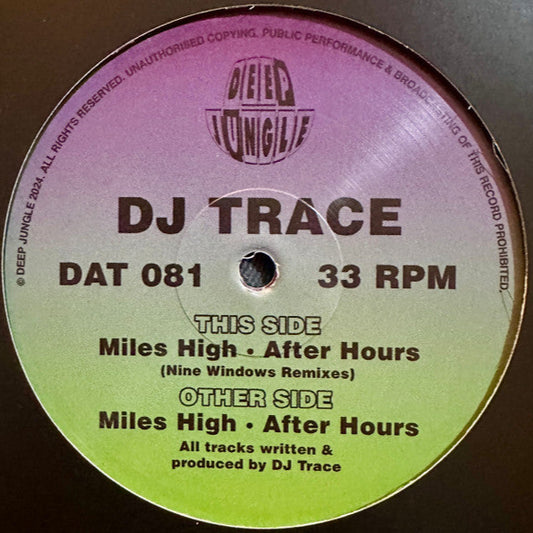 © DEEP JUNGLE 2024. ALL RIGHTS RESERVED. UNAUTHORISED COPYING, PUBLIC PERFORMANCE & BROADCASTING OF THIS RECORD PROHIBITED.
DEEP
JUNGLE
DJ TRACE
DAT 081 33 RPM
THIS SIDE
Miles High • After Hours
(Nine Windows Remixes)
OTHER SIDE
Miles High • After Hours
All tracks written &
produced by DJ Trace